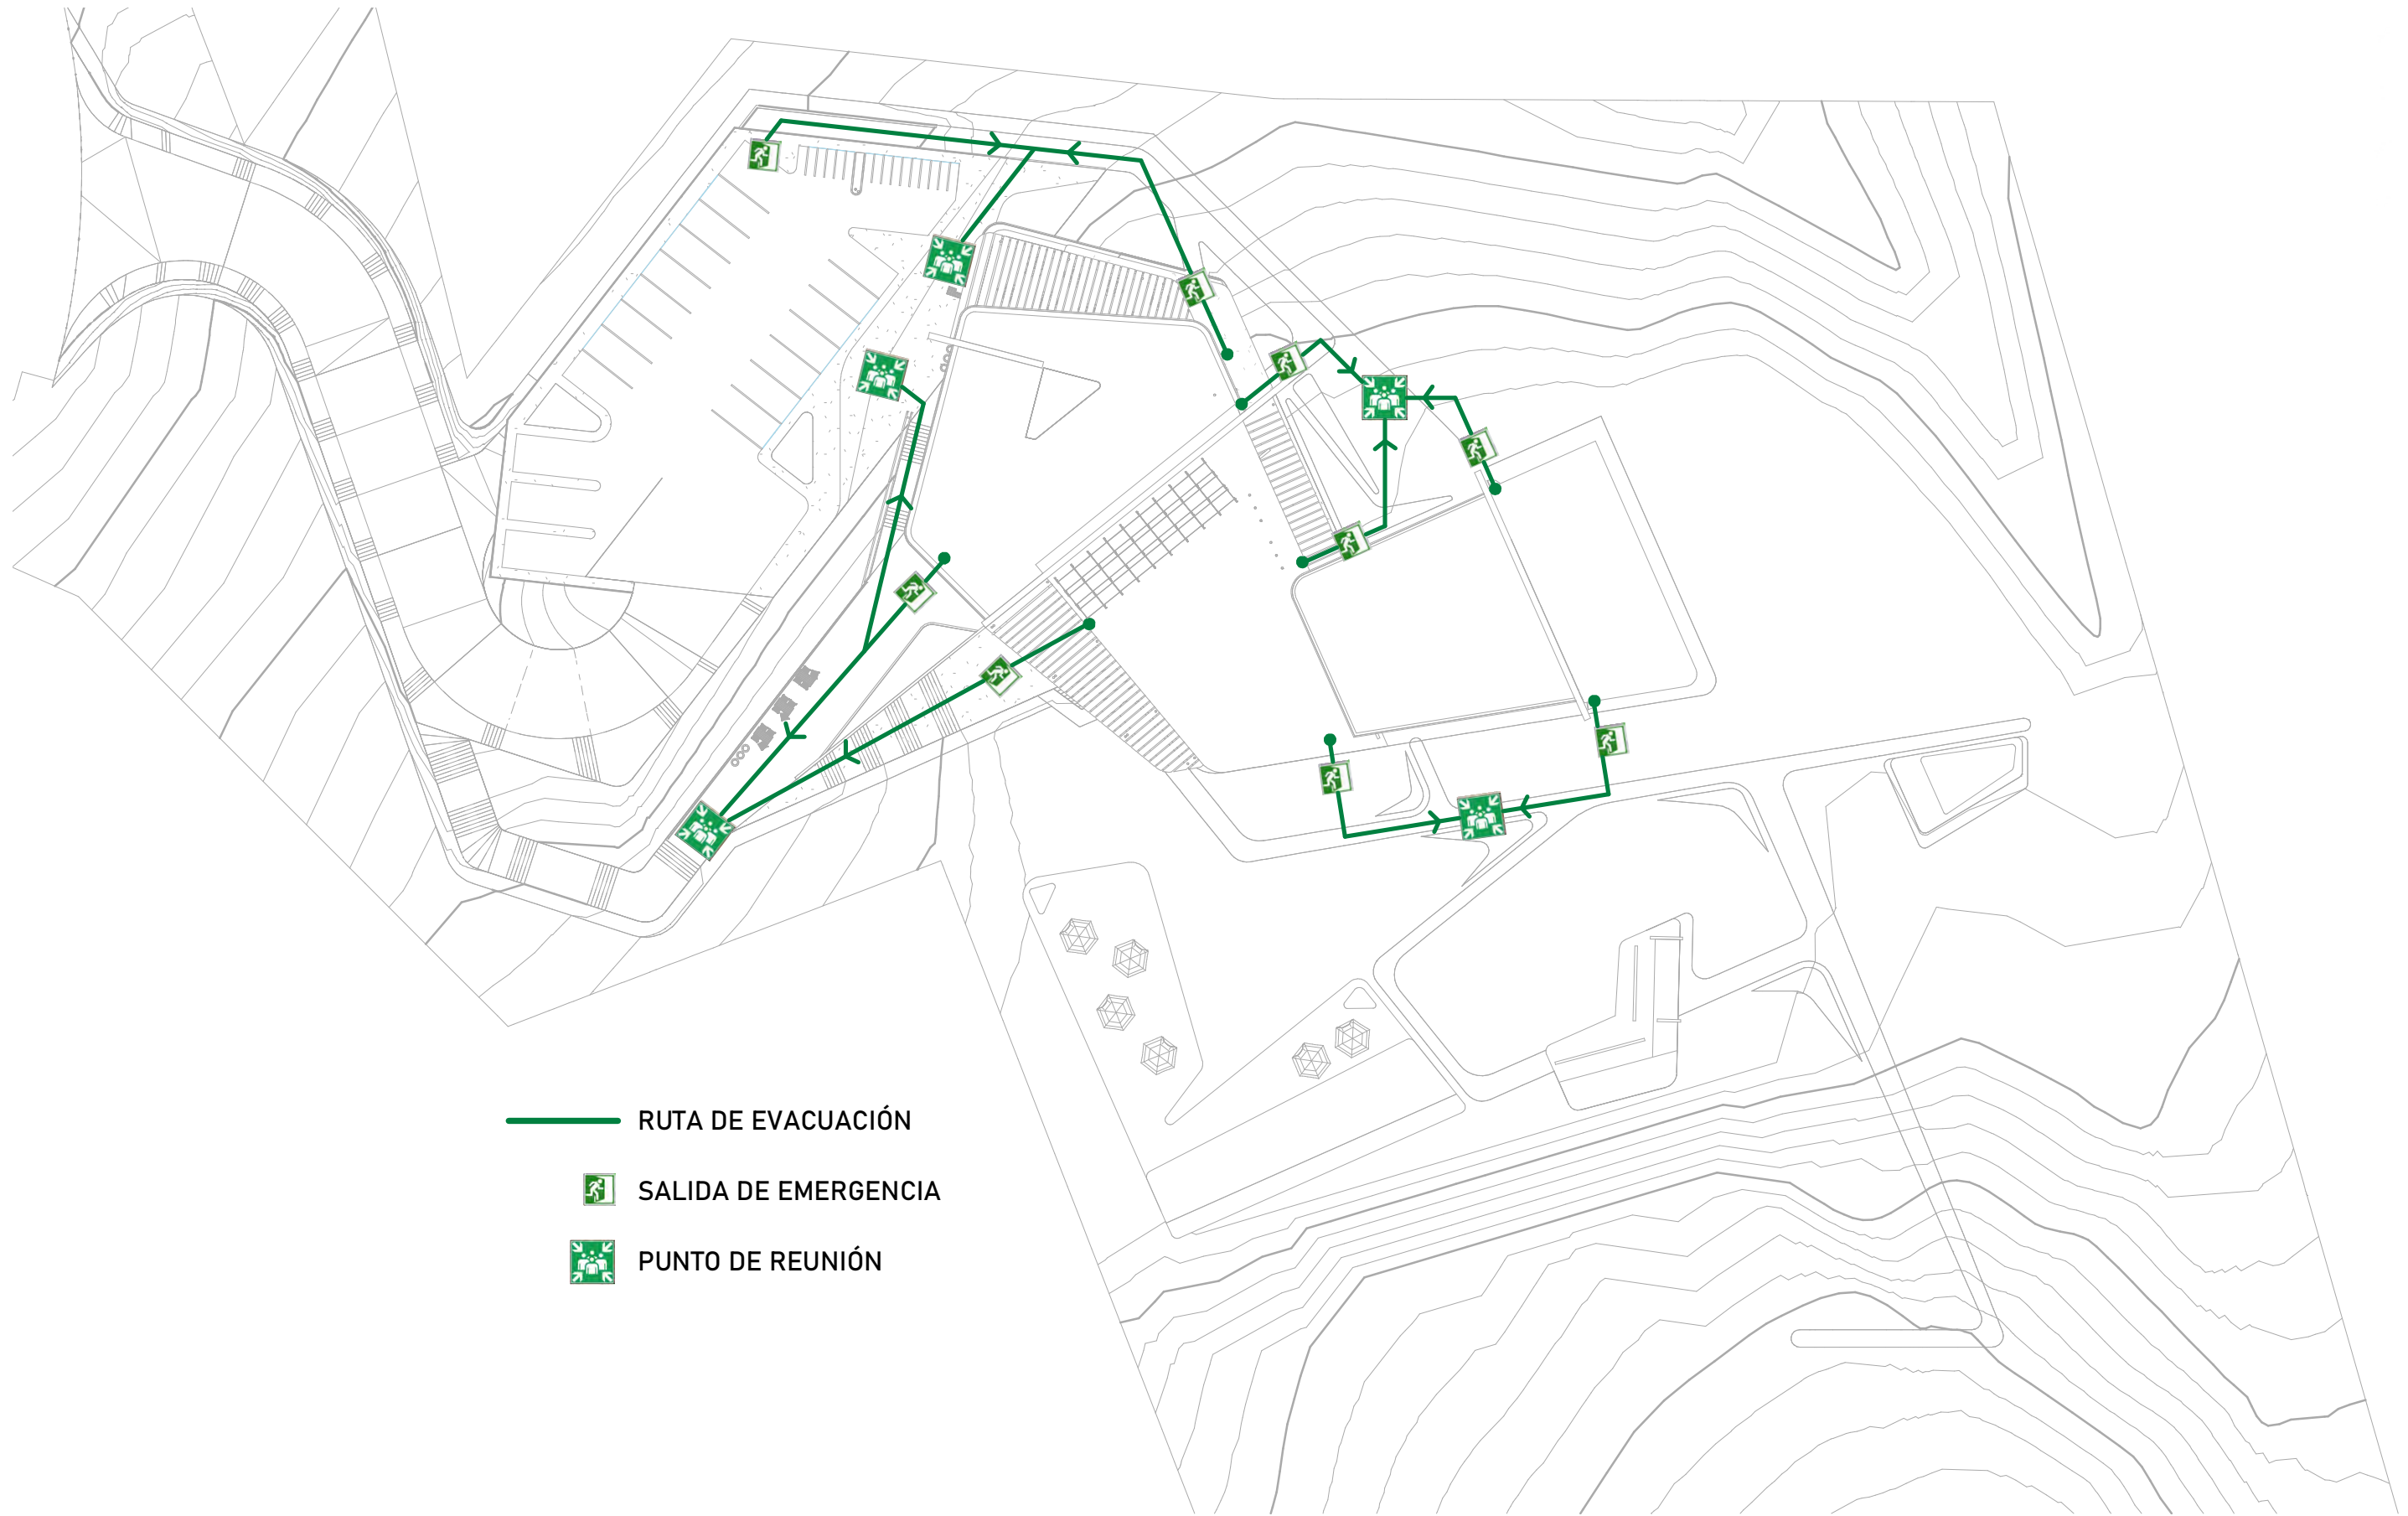 RUTA DE EVACUACIÓN
SALIDA DE EMERGENCIA
PUNTO DE REUNIÓN